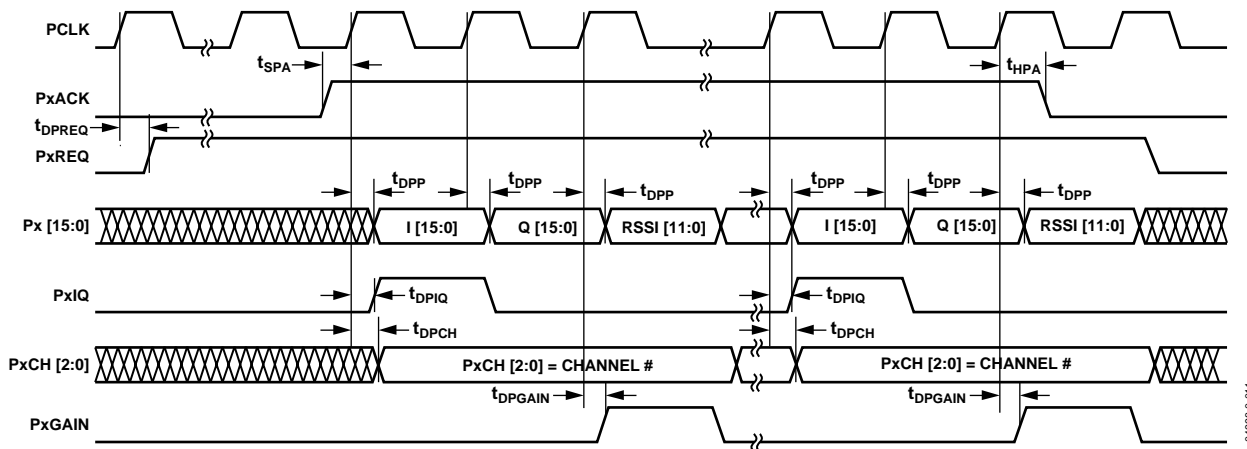 PCLK
tSPA
tHPA
PxACK
tDPREQ
PxREQ
tDPP tDPP tDPP tDPP tDPP tDPP
Px [15:0] I [15:0] Q [15:0] RSSI [11:0] I [15:0] Q [15:0] RSSI [11:0]
PxIQ tDPIQ tDPIQ
tDPCH tDPCH
PxCH [2:0] PxCH [2:0] = CHANNEL # PxCH [2:0] = CHANNEL #
tDPGAIN tDPGAIN
PxGAIN